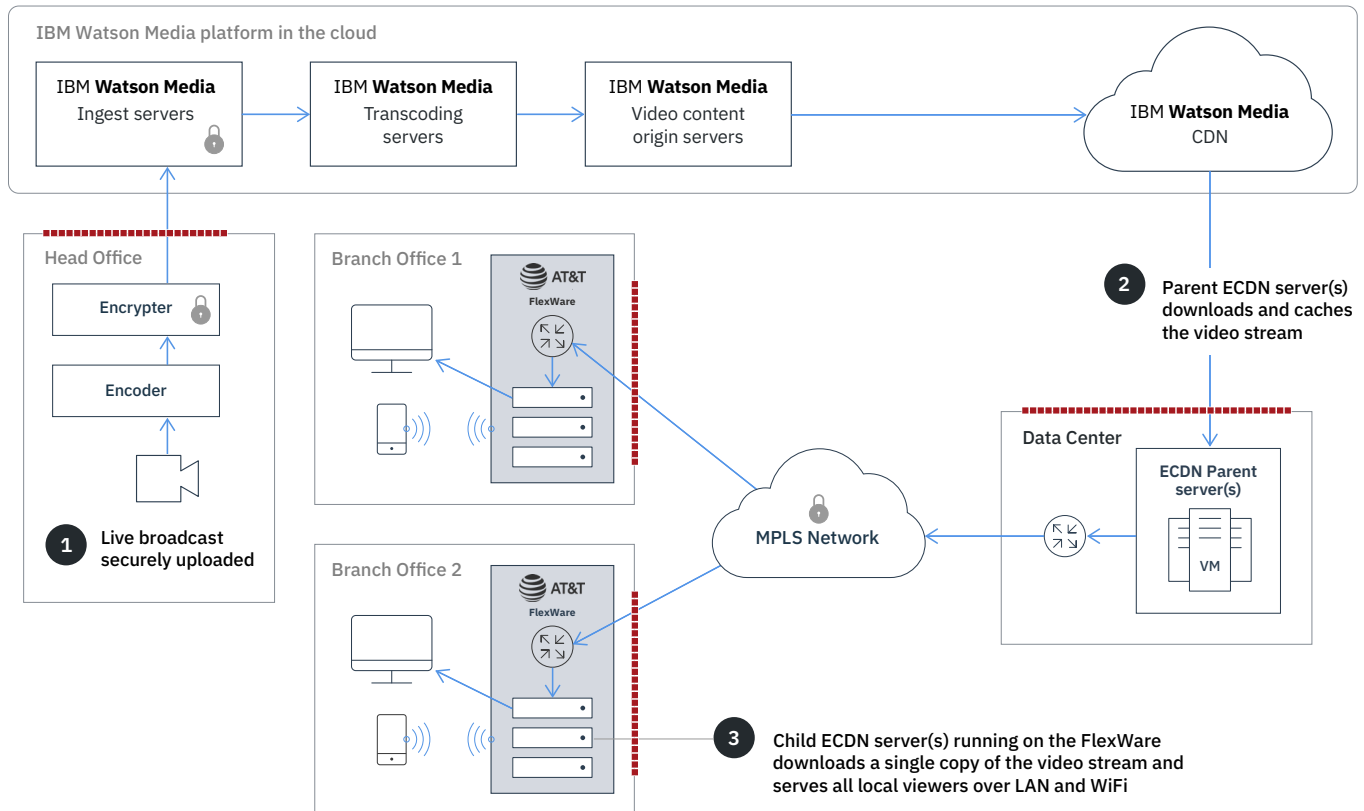 IBM Watson Media platform in the cloud
IBM Watson Media
Ingest servers
IBM Watson Media
Transcoding
servers
IBM Watson Media
Video content
origin servers
IBM Watson Media
CDN
Head Office
Encrypter
Encoder
1
Live broadcast
securely uploaded
Branch Office 1
AT&T
FlexWare
2
Parent ECDN server(s)
downloads and caches
the video stream
Data Center
ECDN Parent
server(s)
VM
MPLS Network
Branch Office 2
AT&T
FlexWare
3
Child ECDN server(s) running on the FlexWare
downloads a single copy of the video stream and
serves all local viewers over LAN and WiFi